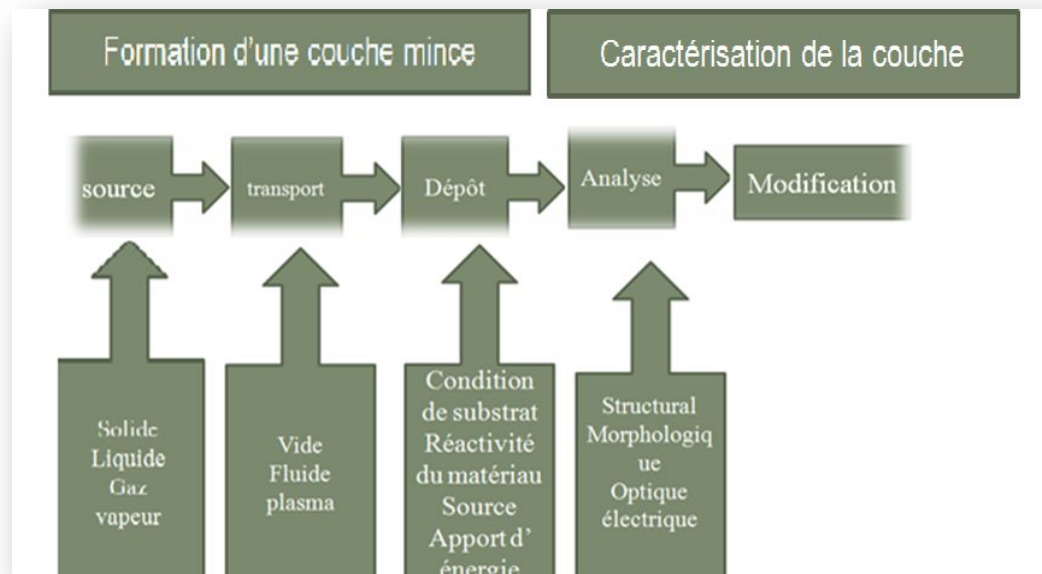 Formation d'une couche mince
Caractérisation de la couche
source
transport
Dépôt
Analyse
Modification
Solide
Liquide
Gaz
vapeur
Vide
Fluide
plasma
Condition
de substrat
Réactivité
du matériau
Source
Apport d'
énergie
Structural
Morphologiq
ue
Optique
électrique